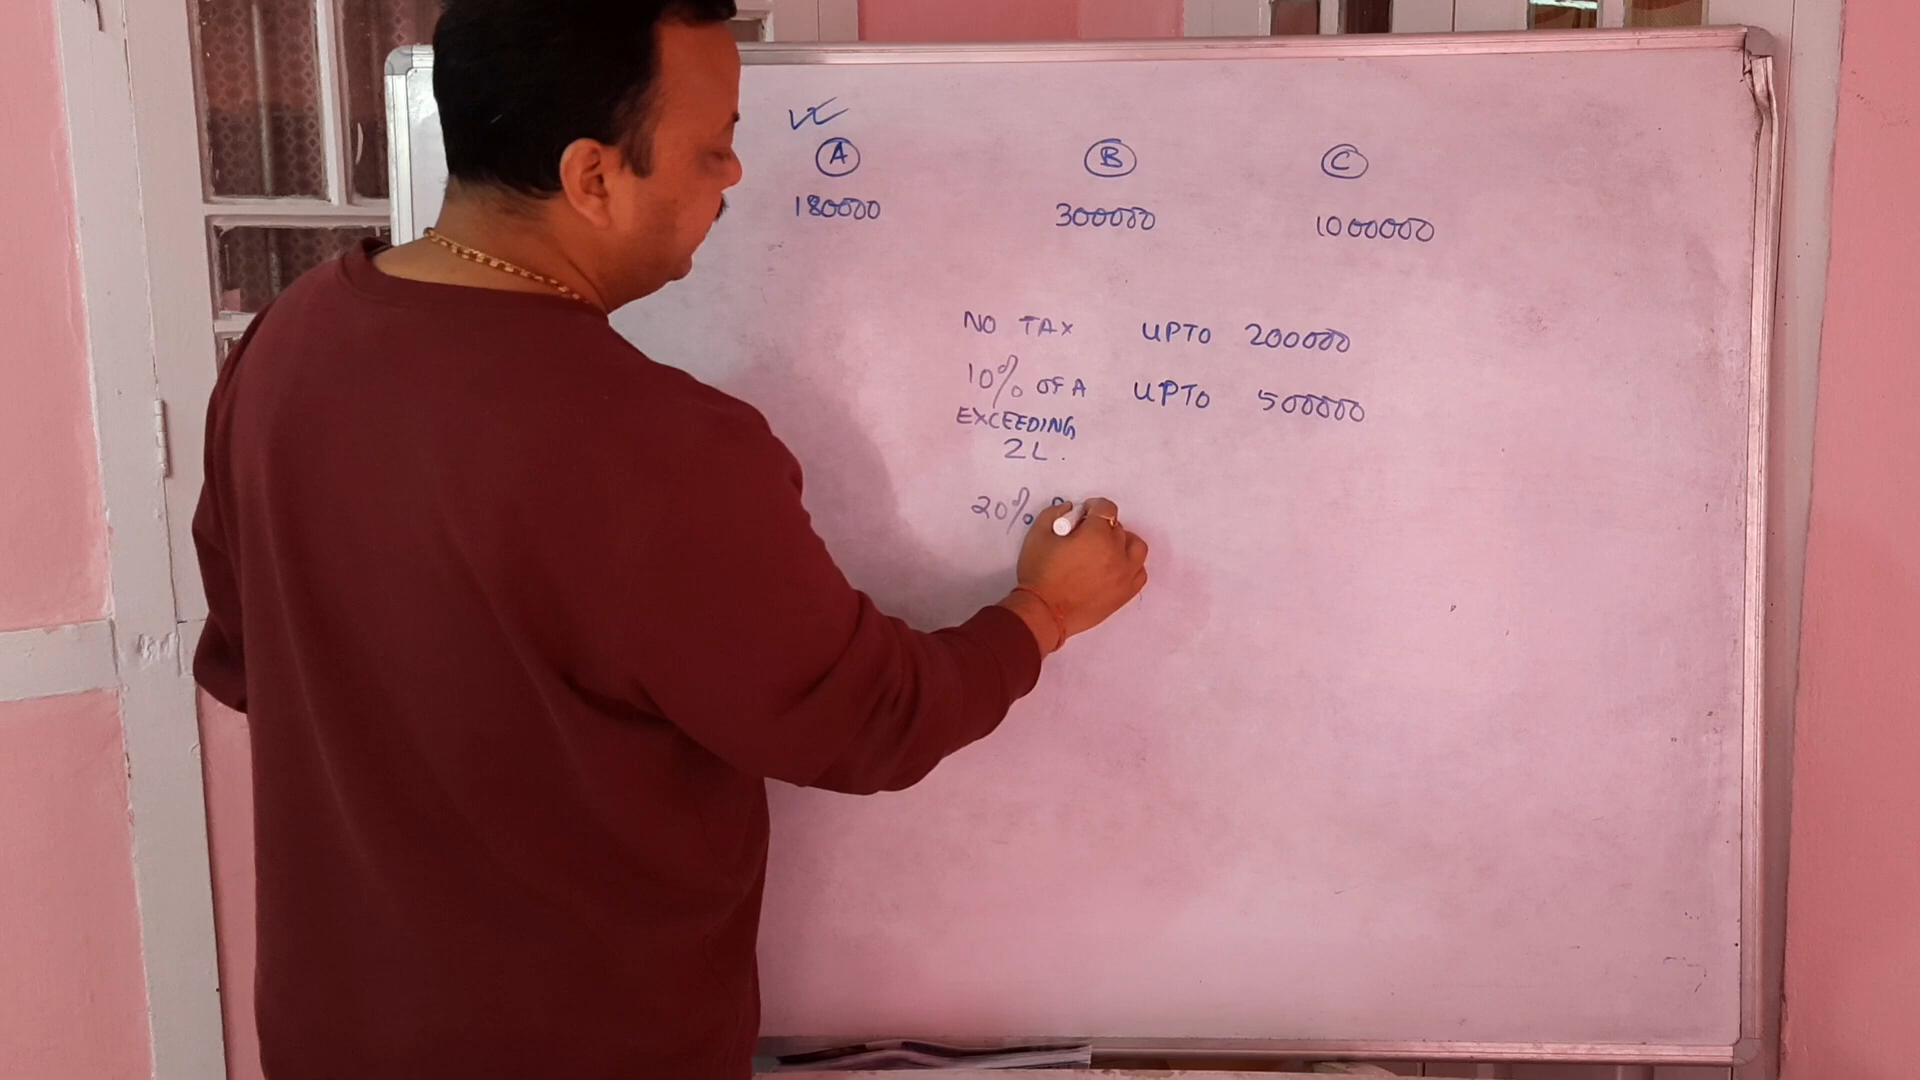 A B C
180000 300000 1000000
NO TAX UPTO 200000
10% OF A UPTO 500000
EXCEEDING
2L.
20%